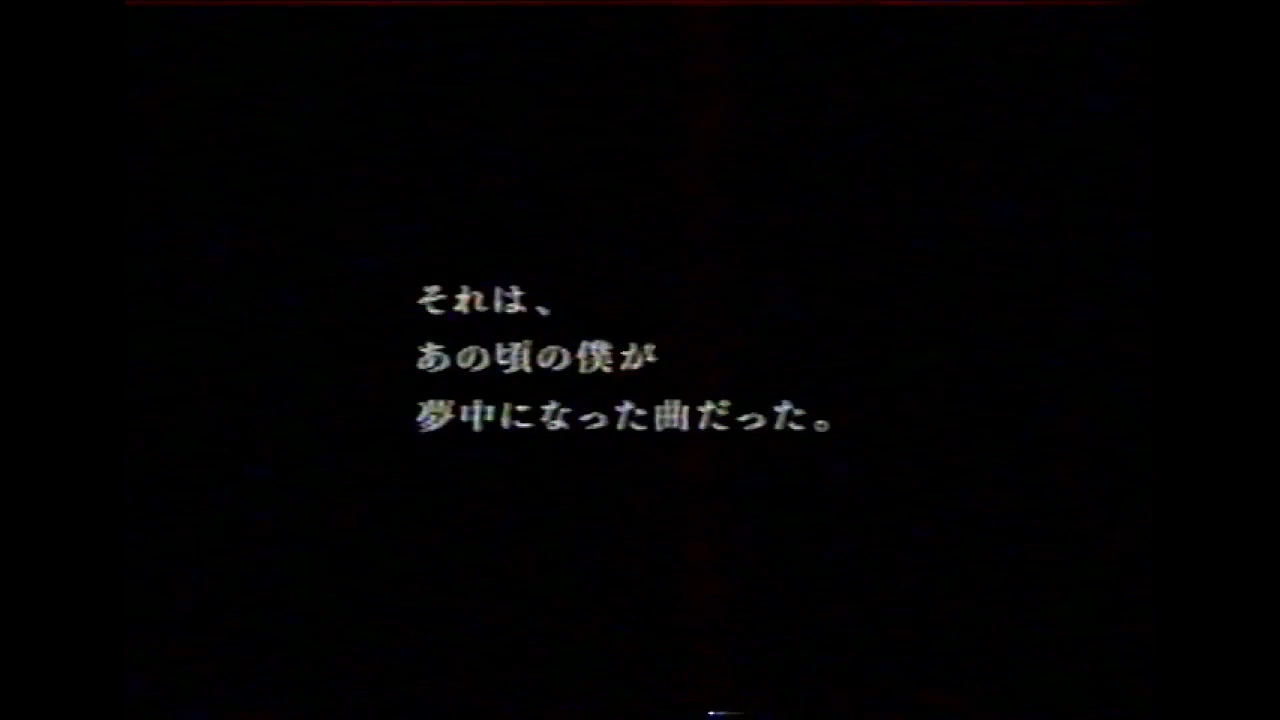 それは、
あの頃の僕が
夢中になった曲だった。